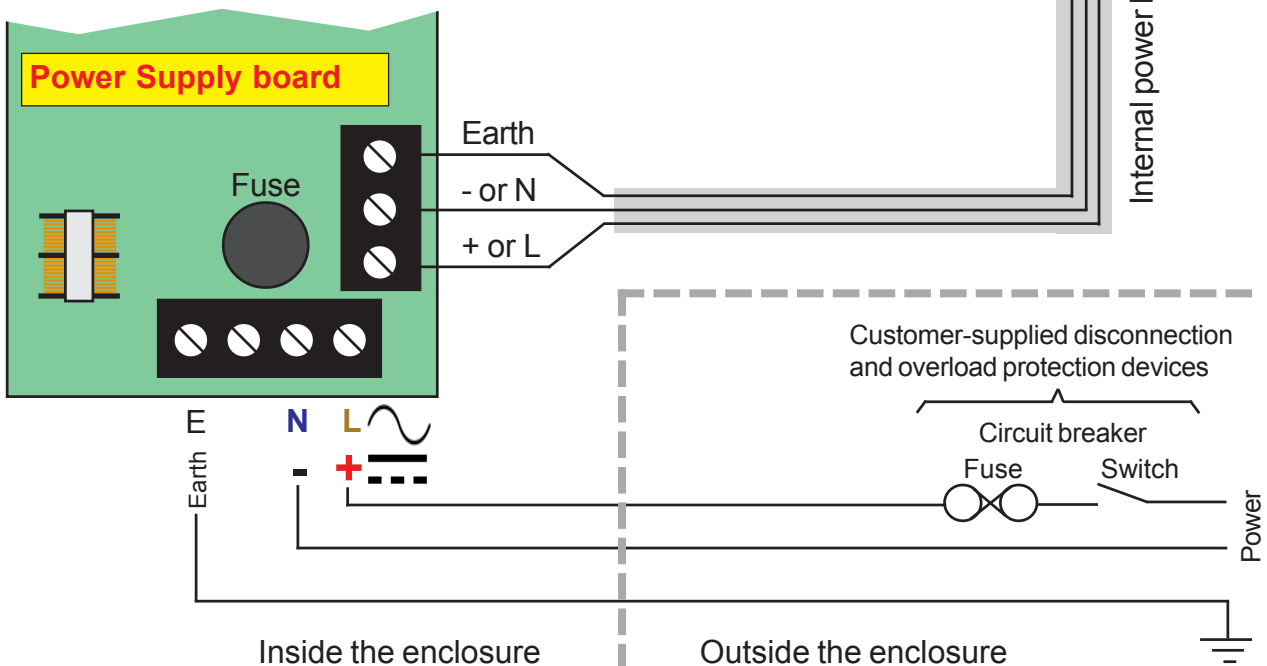 Power Supply board
Internal power
Earth
Fuse
- or N
+ or L
Customer-supplied disconnection
and overload protection devices
E N L
Circuit breaker
- +
Earth
Fuse Switch
Power
Inside the enclosure Outside the enclosure